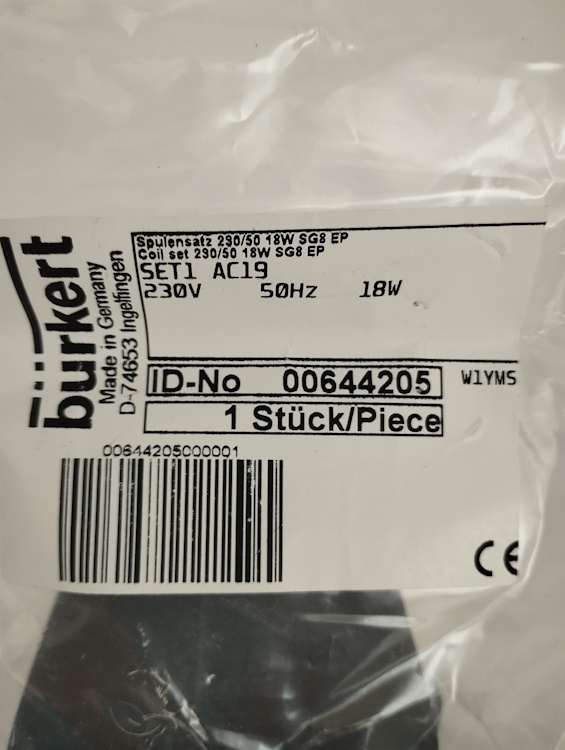 bürkert
Made in Germany
D-74653 Ingelfingen
Spulensatz 230/50 18W SG8 EP
Coil set 230/50 18W SG8 EP
SET1 AC19
230V 50Hz 18W
ID-No 00644205
W1YMS
1 Stück/Piece
00644205000001
CE